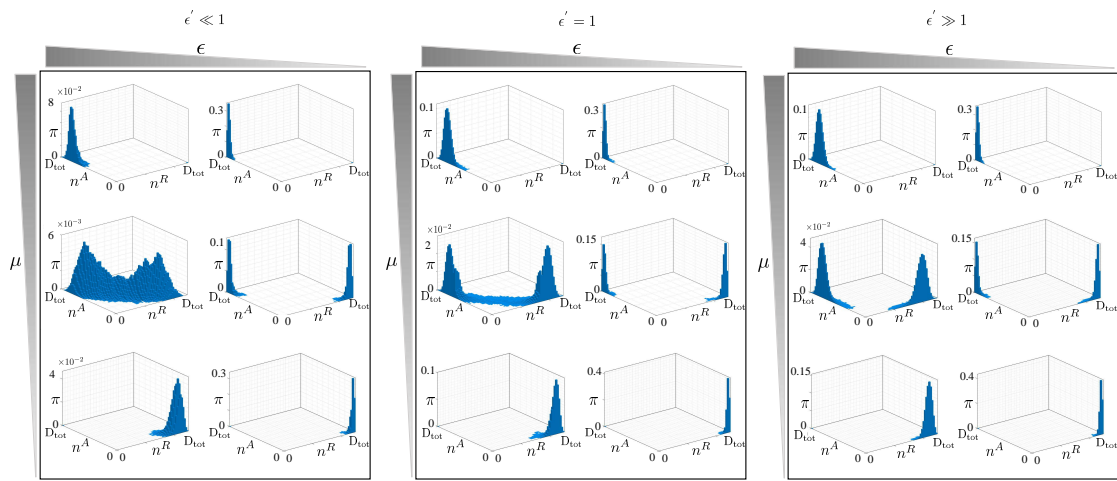 ϵ′ ≪ 1
ϵ′ = 1
ϵ′ ≫ 1
ϵ
ϵ
ϵ
×10⁻²
8
π
0
D_tot
n^A
0 0
n^R
D_tot
0.3
π
0
D_tot
n^A
0 0
n^R
D_tot
0.1
π
0
D_tot
n^A
0 0
n^R
D_tot
0.3
π
0
D_tot
n^A
0 0
n^R
D_tot
0.1
π
0
D_tot
n^A
0 0
n^R
D_tot
0.3
π
0
D_tot
n^A
0 0
n^R
D_tot
μ
×10⁻³
6
π
0
D_tot
n^A
0 0
n^R
D_tot
0.1
π
0
D_tot
n^A
0 0
n^R
D_tot
μ
×10⁻²
2
π
0
D_tot
n^A
0 0
n^R
D_tot
0.15
π
0
D_tot
n^A
0 0
n^R
D_tot
μ
×10⁻²
4
π
0
D_tot
n^A
0 0
n^R
D_tot
0.15
π
0
D_tot
n^A
0 0
n^R
D_tot
×10⁻²
4
π
0
D_tot
n^A
0 0
n^R
D_tot
0.3
π
0
D_tot
n^A
0 0
n^R
D_tot
0.1
π
0
D_tot
n^A
0 0
n^R
D_tot
0.4
π
0
D_tot
n^A
0 0
n^R
D_tot
0.15
π
0
D_tot
n^A
0 0
n^R
D_tot
0.4
π
0
D_tot
n^A
0 0
n^R
D_tot